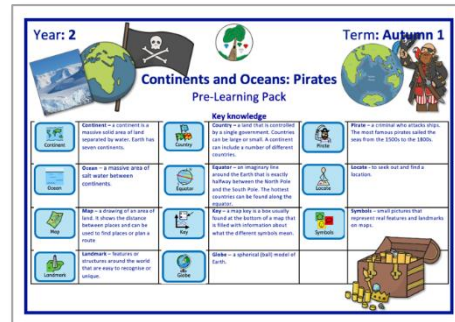 Year: 2
Term: Autumn 1
Continents and Oceans: Pirates
Pre-Learning Pack
Key knowledge
Continent
Continent – a continent is a
massive solid area of land
separated by water. Earth has
seven continents.
Country
Country – a land that is controlled
by a single government. Countries
can be large or small. A continent
can include a number of different
countries.
Pirate
Pirate – a criminal who attacks ships.
The most famous pirates sailed the
seas from the 1500s to the 1800s.
Ocean
Ocean – a massive area of
salt water between
continents.
Equator
Equator – an imaginary line
around the Earth that is exactly
halfway between the North Pole
and the South Pole. The hottest
countries can be found along the
equator.
Locate
Locate – to seek out and find a
location.
Map
Map – a drawing of an area of
land. It shows the distance
between places and can be
used to find places or plan a
route.
Key
Key – a map key is a box usually
found at the bottom of a map that
is filled with information about
what the different symbols mean.
Symbols
Symbols – small pictures that
represent real features and landmarks
on maps.
Landmark
Landmark – features or
structures around the world
that are easy to recognise or
unique.
Globe
Globe – a spherical (ball) model of
Earth.